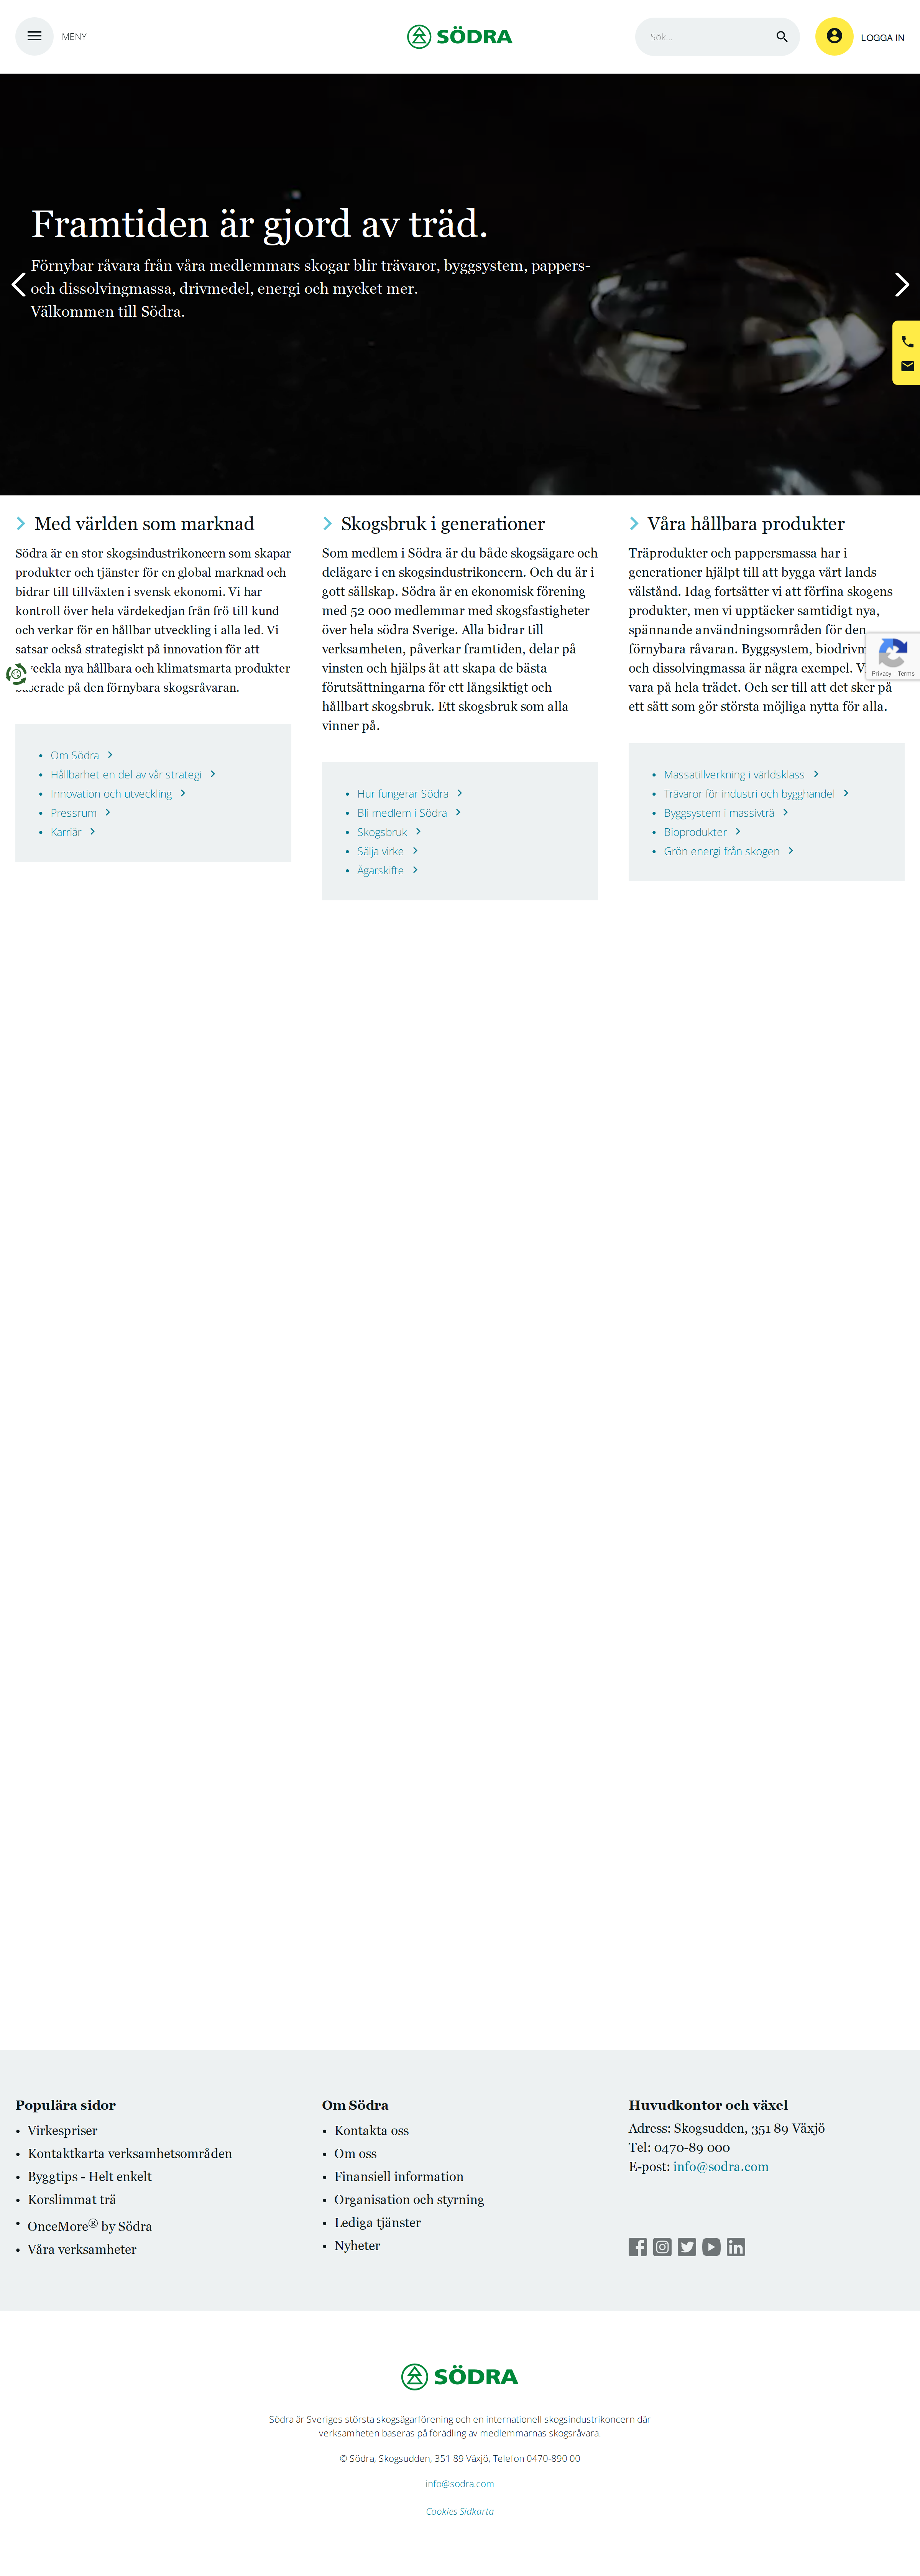 MENY
SÖDRA
Sök...
LOGGA IN
Framtiden är gjord av träd.
Förnybar råvara från våra medlemmars skogar blir trävaror, byggsystem, pappers-
och dissolvingmassa, drivmedel, energi och mycket mer.
Välkommen till Södra.
Med världen som marknad
Södra är en stor skogsindustrikoncern som skapar
produkter och tjänster för en global marknad och
bidrar till tillväxten i svensk ekonomi. Vi har
kontroll över hela värdekedjan från frö till kund
och verkar för en hållbar utveckling i alla led. Vi
satsar också strategiskt på innovation för att
veckla nya hållbara och klimatsmarta produkter
baserade på den förnybara skogsråvaran.
Om Södra
Hållbarhet en del av vår strategi
Innovation och utveckling
Pressrum
Karriär
Skogsbruk i generationer
Som medlem i Södra är du både skogsägare och
delägare i en skogsindustrikoncern. Och du är i
gott sällskap. Södra är en ekonomisk förening
med 52 000 medlemmar med skogsfastigheter
över hela södra Sverige. Alla bidrar till
verksamheten, påverkar framtiden, delar på
vinsten och hjälps åt att skapa de bästa
förutsättningarna för ett långsiktigt och
hållbart skogsbruk. Ett skogsbruk som alla
vinner på.
Hur fungerar Södra
Bli medlem i Södra
Skogsbruk
Sälja virke
Ägarskifte
Våra hållbara produkter
Träprodukter och pappersmassa har i
generationer hjälpt till att bygga vårt lands
välstånd. Idag fortsätter vi att förfina skogens
produkter, men vi upptäcker samtidigt nya,
spännande användningsområden för den
förnybara råvaran. Byggsystem, biodrivm
och dissolvingmassa är några exempel. V
vara på hela trädet. Och ser till att det sker på
ett sätt som gör största möjliga nytta för alla.
Privacy - Terms
Massatillverkning i världsklass
Trävaror för industri och bygghandel
Byggsystem i massivträ
Bioprodukter
Grön energi från skogen
Populära sidor
Virkespriser
Kontaktkarta verksamhetsområden
Byggtips - Helt enkelt
Korslimmat trä
OnceMore® by Södra
Våra verksamheter
Om Södra
Kontakta oss
Om oss
Finansiell information
Organisation och styrning
Lediga tjänster
Nyheter
Huvudkontor och växel
Adress: Skogsudden, 351 89 Växjö
Tel: 0470-89 000
E-post: info@sodra.com
SÖDRA
Södra är Sveriges största skogsägarförening och en internationell skogsindustrikoncern där
verksamheten baseras på förädling av medlemmarnas skogsråvara.
© Södra, Skogsudden, 351 89 Växjö, Telefon 0470-890 00
info@sodra.com
Cookies Sidkarta